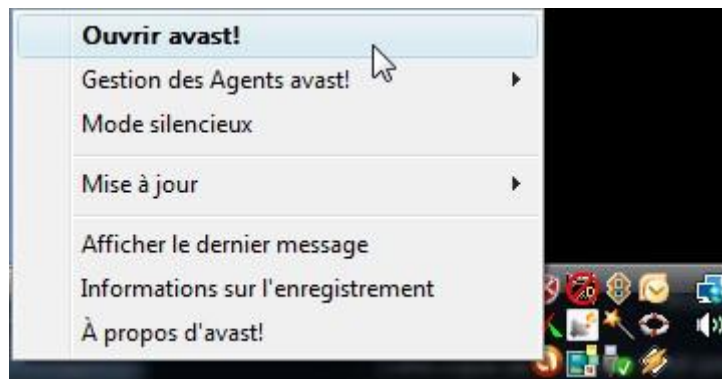 Ouvrir avast!
Gestion des Agents avast!
Mode silencieux
Mise à jour
Afficher le dernier message
Informations sur l'enregistrement
À propos d'avast!